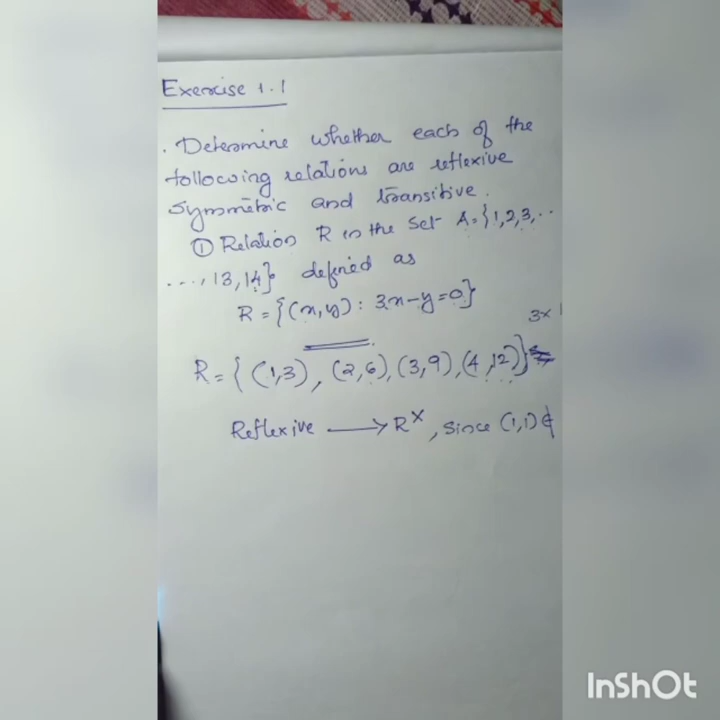 Exercise 1.1
. Determine whether each of the
following relations are reflexive
symmetric and transitive.
① Relation R in the set A={1,2,3,..
...,13,14} defined as
R={(x,y): 3x-y=0}
3x1
R={(1,3),(2,6),(3,9),(4,12)}
Reflexive → R×, since (1,1)∉
InShOt